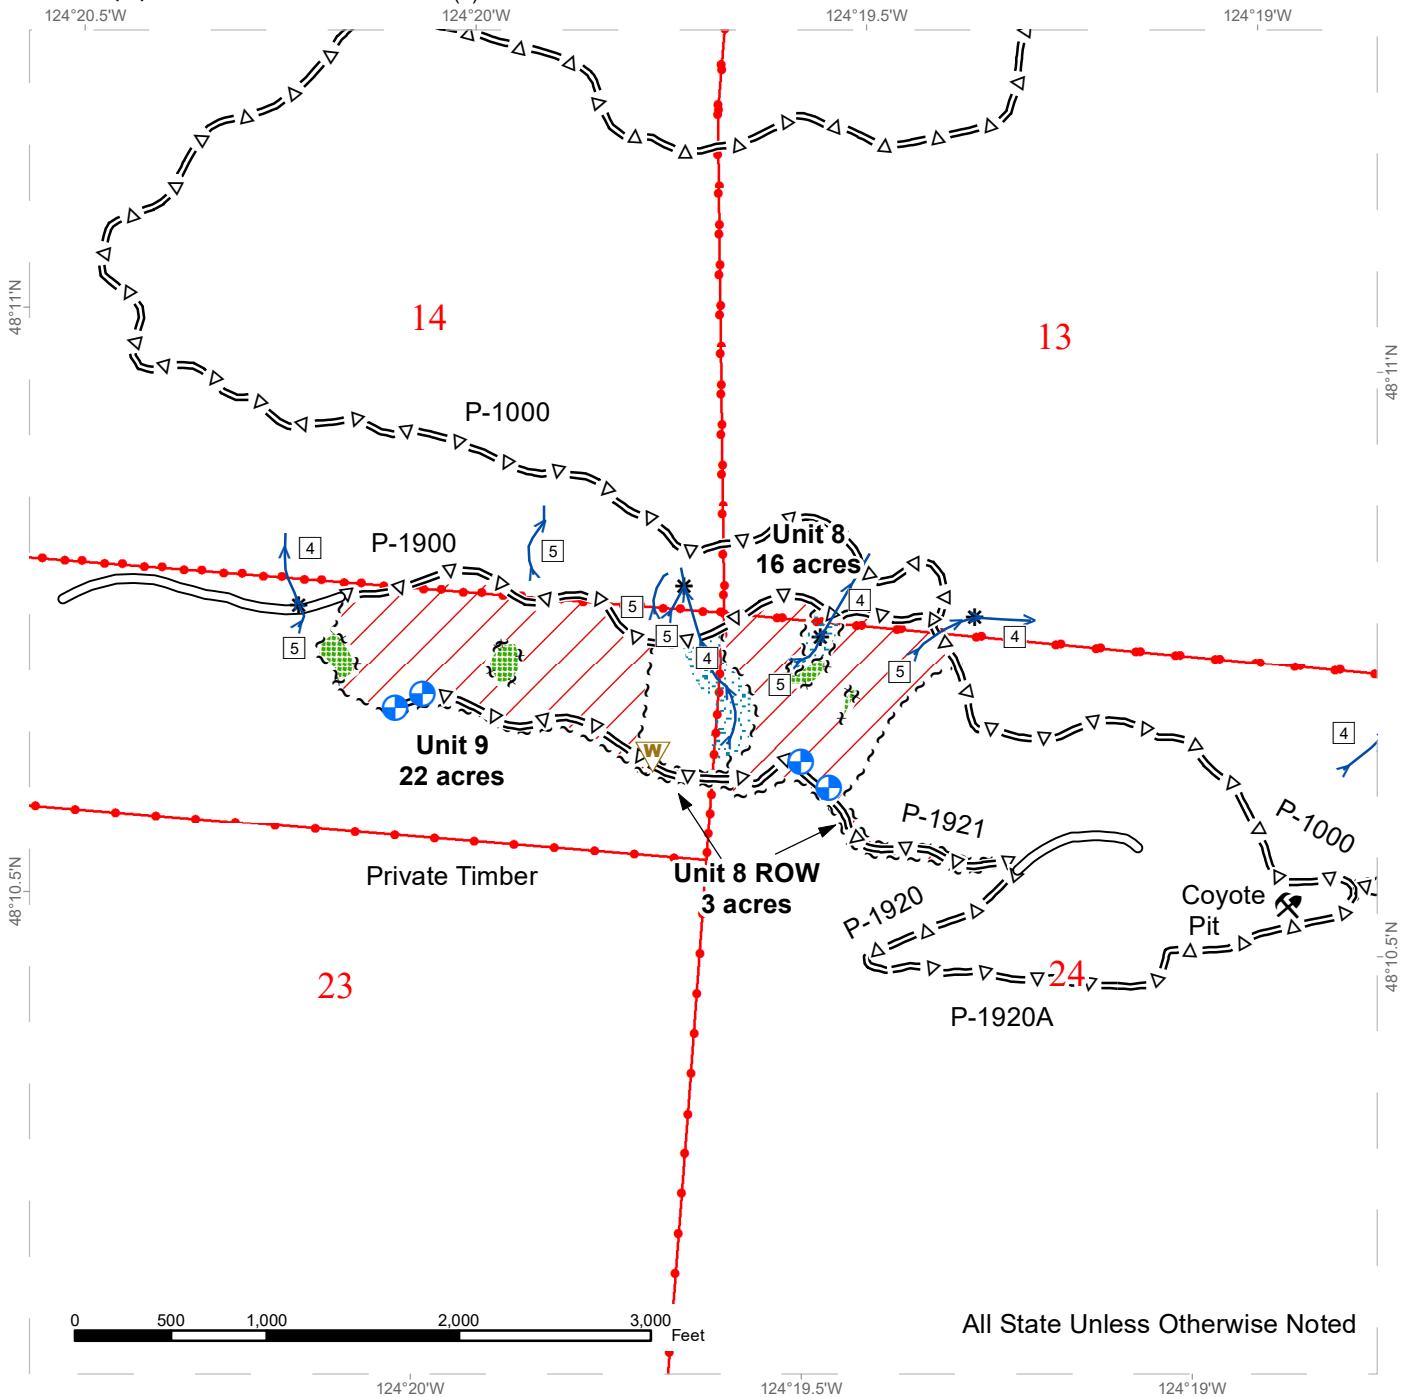 124°20.5'W
124°20'W
124°19.5'W
124°19'W
48°11'N
14
13
48°11'N
P-1000
Unit 8
16 acres
P-1900
4
5
5
4
5
4
5
4
5
5
Unit 9
22 acres
W
4
P-1921
P-1000
Private Timber
Unit 8 ROW
3 acres
P-1920
Coyote
Pit
48°10.5'N
48°10.5'N
23
24
P-1920A
0
500
1,000
2,000
3,000
Feet
All State Unless Otherwise Noted
124°20'W
124°19.5'W
124°19'W